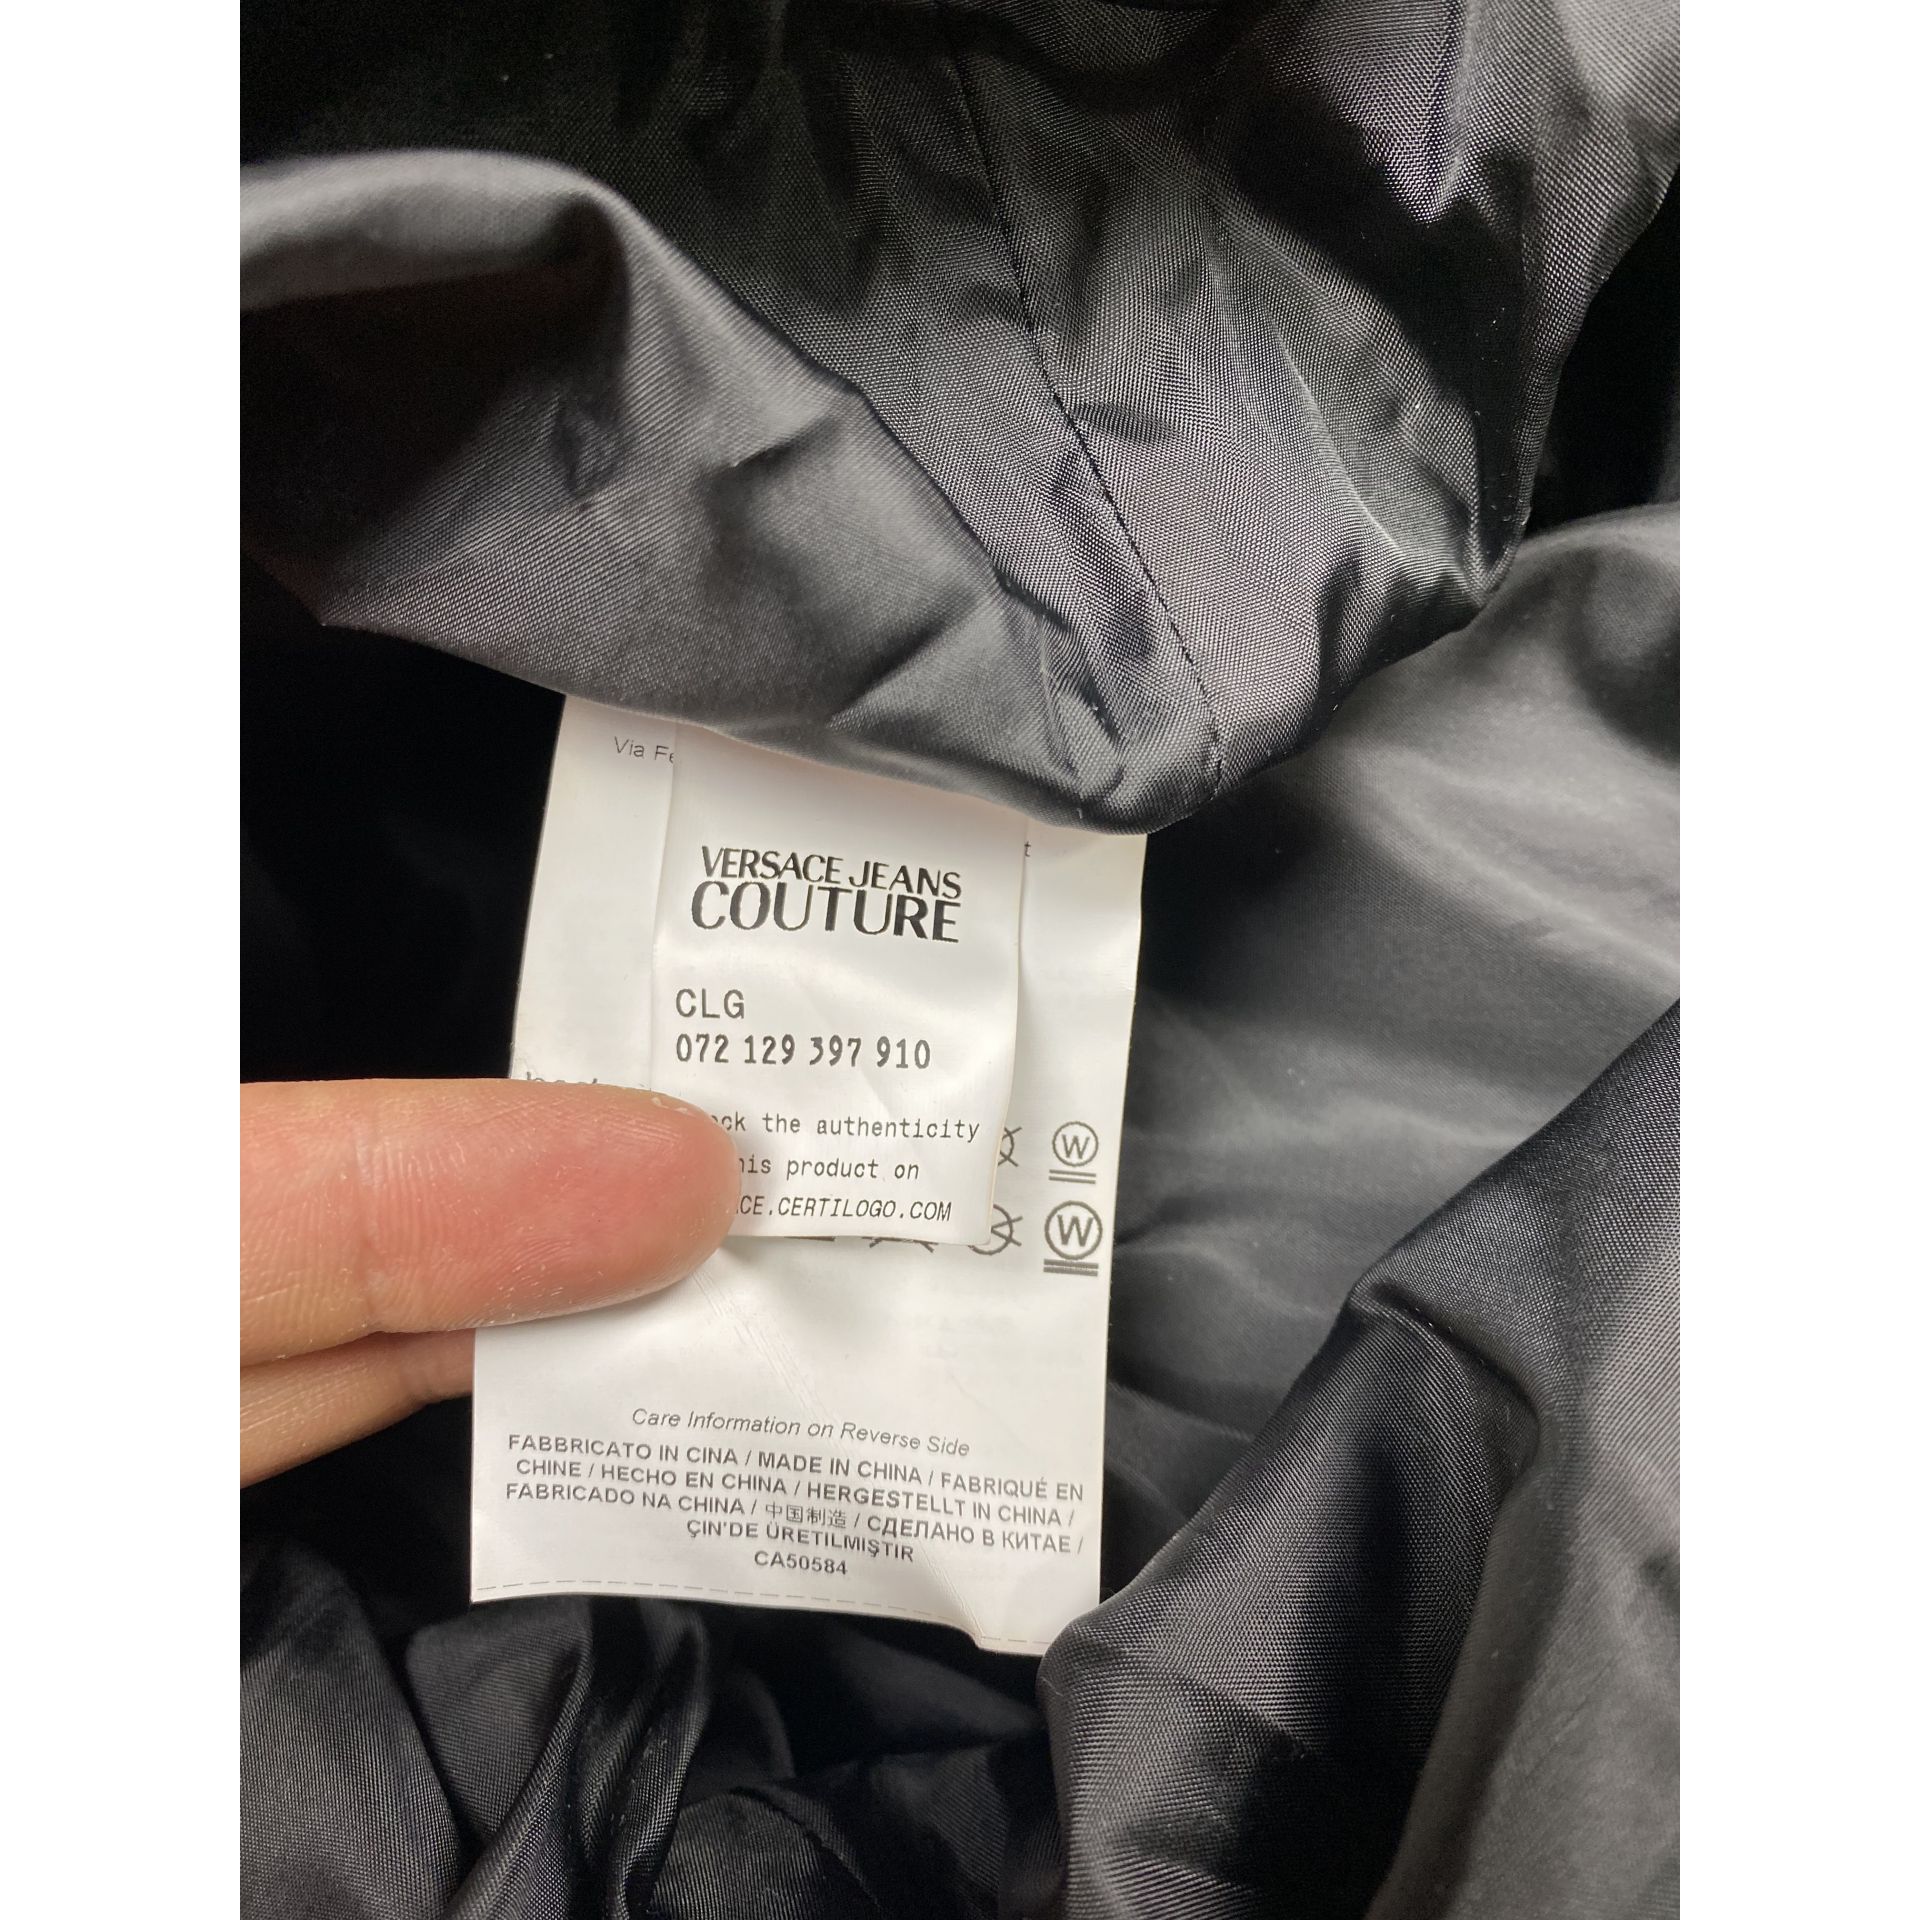 Via
VERSACE JEANS
COUTURE
CLG
072 129 397 910
the authenticity
product on
.CERTILOGO.COM
W
W
Care Information on Reverse Side
FABBRICATO IN CINA / MADE IN CHINA / FABRIQUÉ EN
CHINE / HECHO EN CHINA / HERGESTELLT IN CHINA /
FABRICADO NA CHINA / 中国制造 / СДЕЛАНО В КИТАЕ /
ÇIN'DE ÜRETILMIŞTIR
CA50584